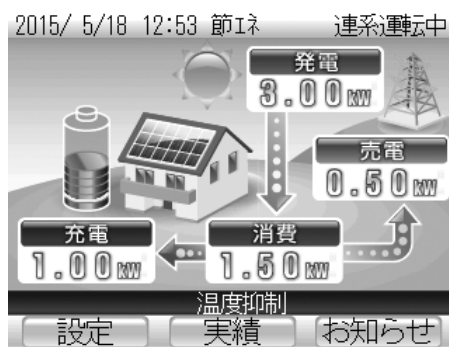 2015/ 5/18 12:53 節エネ 連系運転中
発電
3.00kW
売電
0.50kW
充電
1.00kW
消費
1.50kW
温度抑制
設定 実績 お知らせ